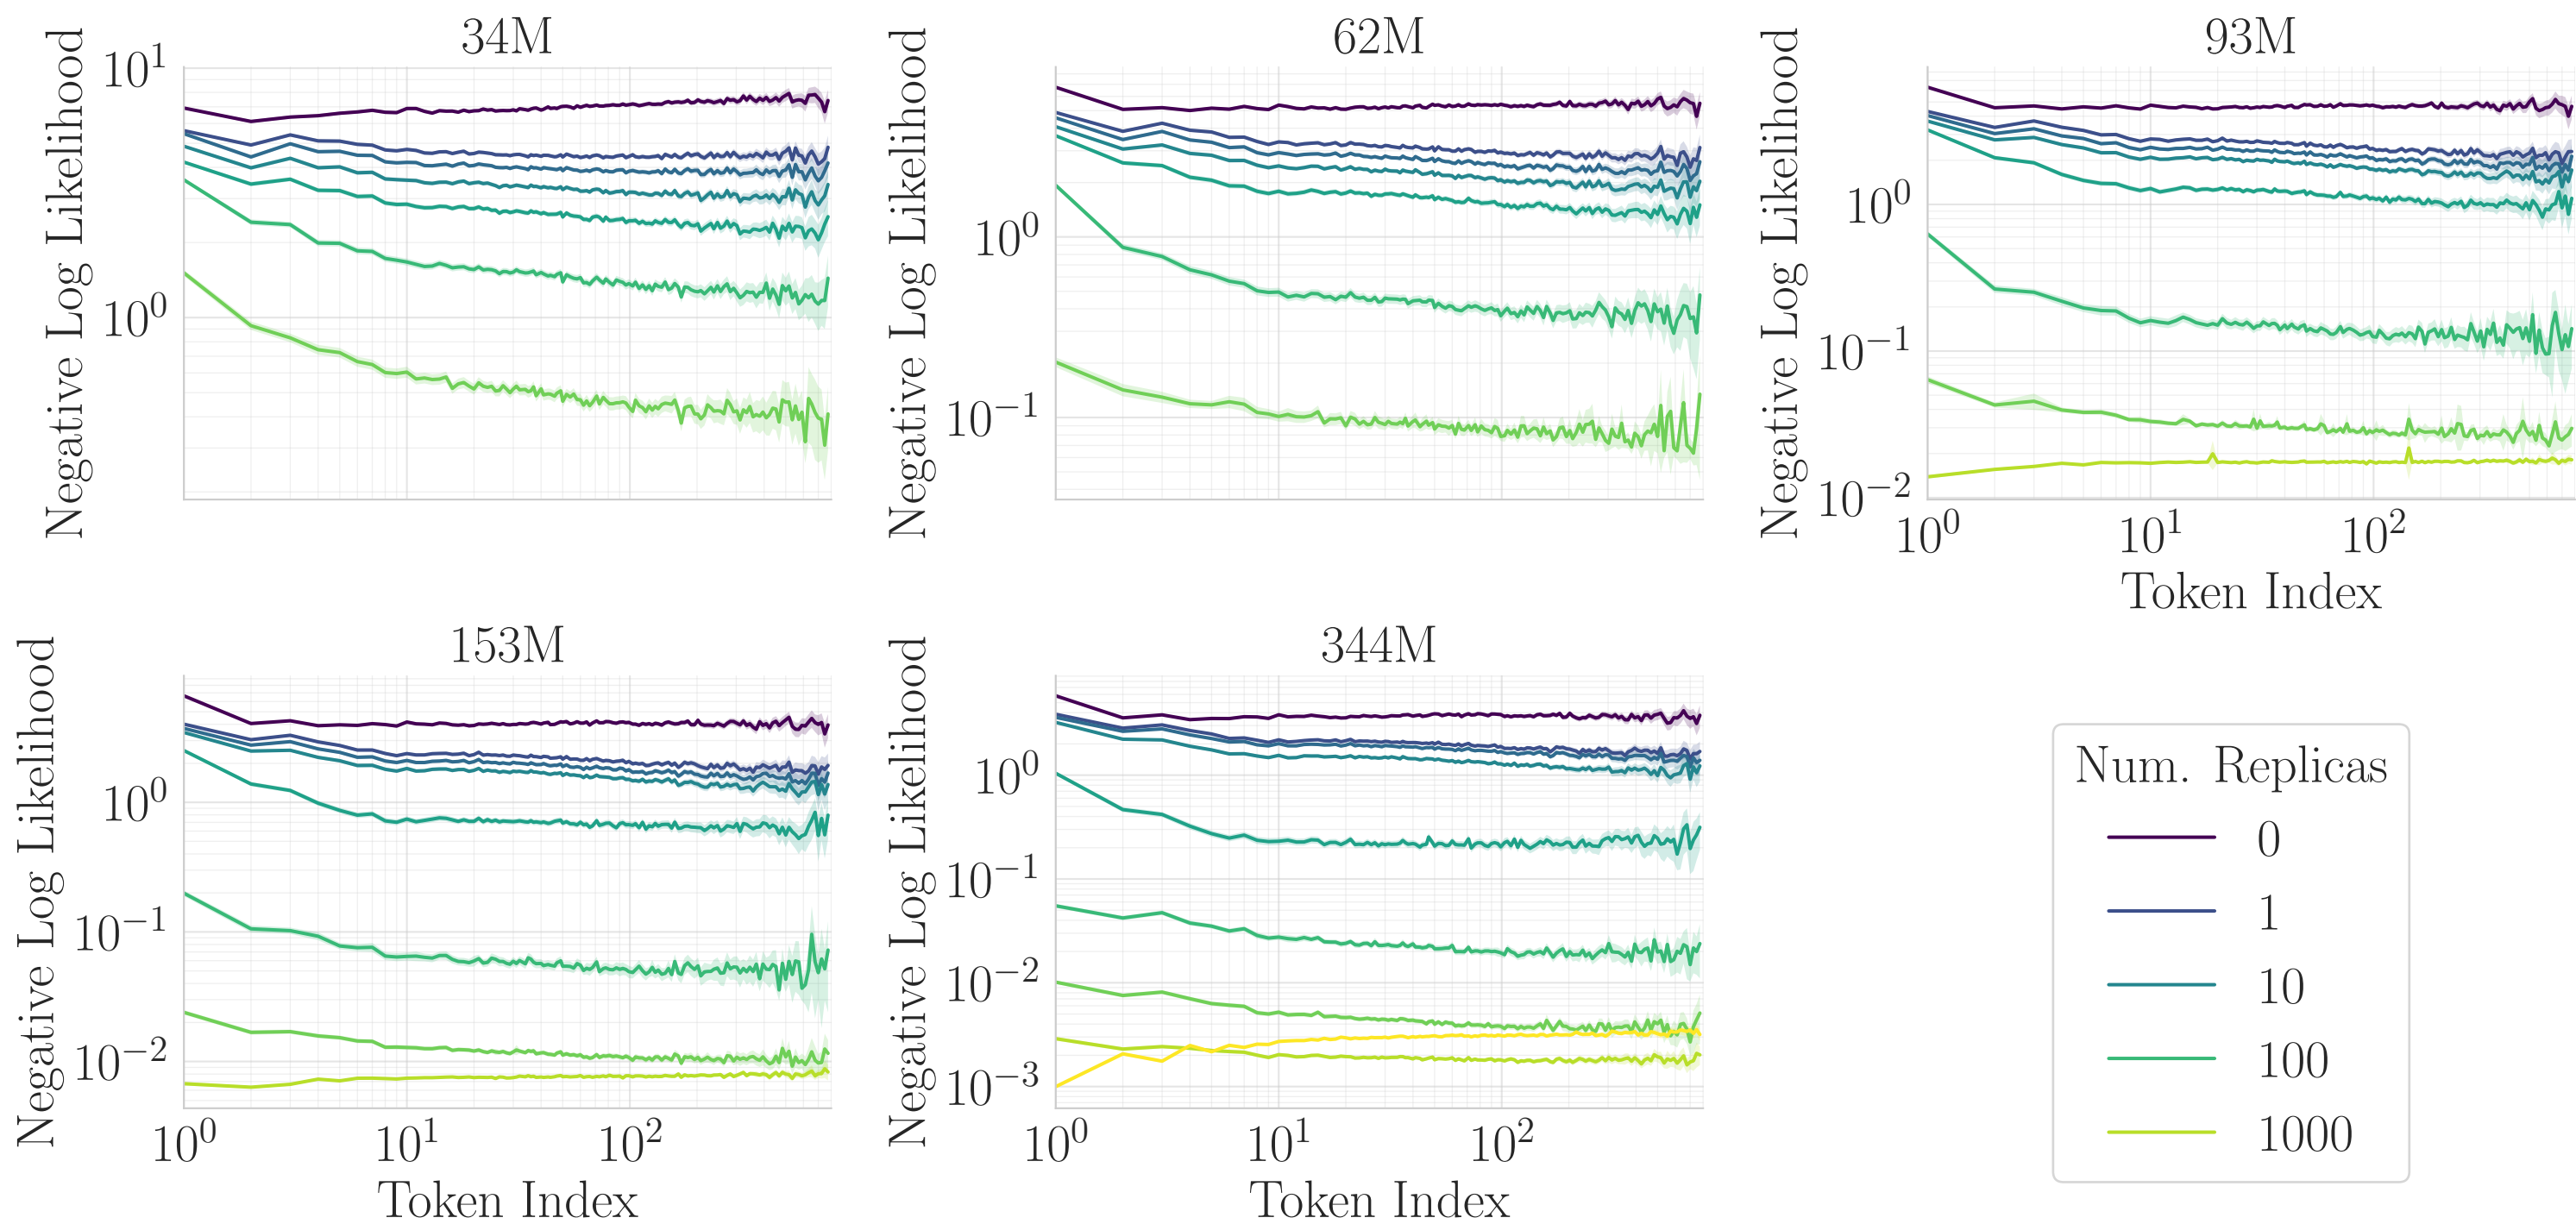 34M
Negative Log Likelihood
10^1
10^0
62M
Negative Log Likelihood
10^0
10^−1
93M
Negative Log Likelihood
10^0
10^−1
10^−2
10^0 10^1 10^2
Token Index
153M
Negative Log Likelihood
10^0
10^−1
10^−2
10^0 10^1 10^2
Token Index
344M
Negative Log Likelihood
10^0
10^−1
10^−2
10^−3
10^0 10^1 10^2
Token Index
Num. Replicas
0
1
10
100
1000